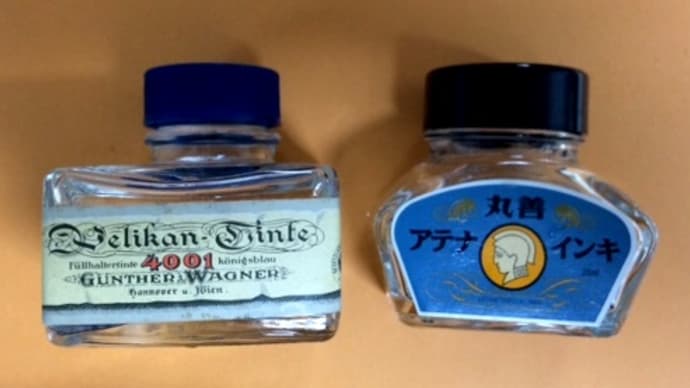 Pelikan-Tinte
Füllhaltertinte 4001 königsblau
GÜNTHER WAGNER
Hannover u. Wien.
丸善
アテナ インキ